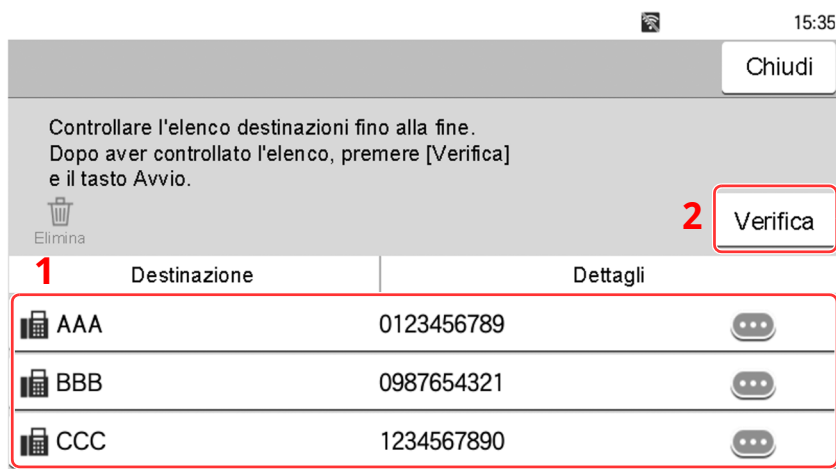 15:35
Chiudi
Controllare l'elenco destinazioni fino alla fine.
Dopo aver controllato l'elenco, premere [Verifica]
e il tasto Avvio.
Elimina
2 Verifica
1 Destinazione Dettagli
AAA 0123456789
BBB 0987654321
CCC 1234567890